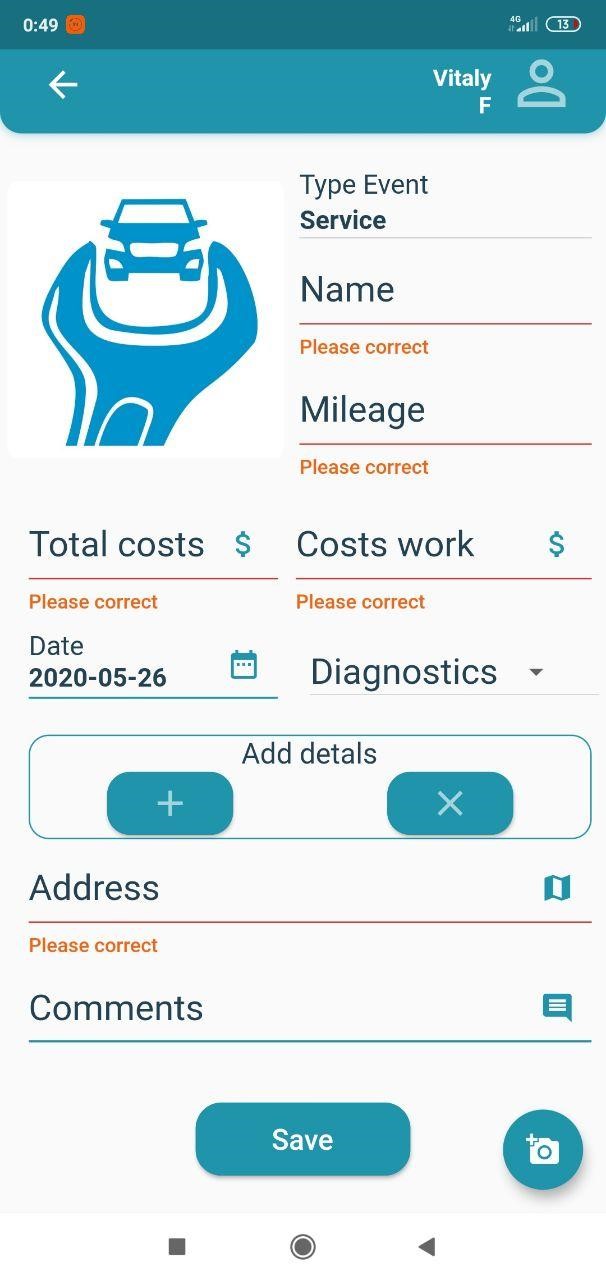 0:49
4G
13
Vitaly
F
Type Event
Service
Name
Please correct
Mileage
Please correct
Total costs $
Costs work $
Please correct
Please correct
Date
2020-05-26
Diagnostics
Add detals
Address
Please correct
Comments
Save